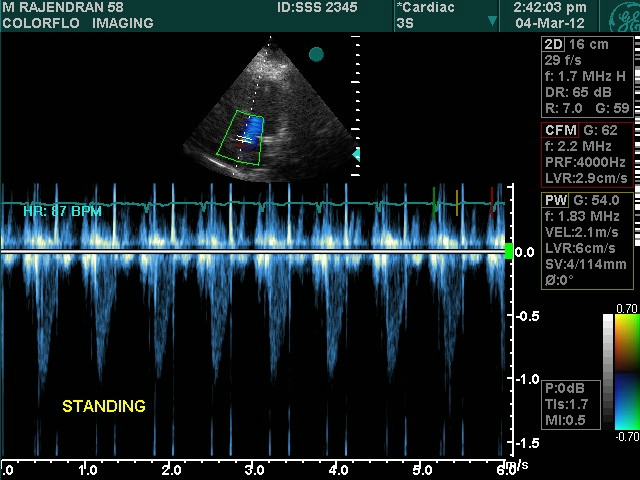 M RAJENDRAN 58
ID:SSS 2345
*Cardiac
2:42:03 pm
COLORFLO IMAGING
3S
04-Mar-12
2D 16 cm
29 f/s
f: 1.7 MHz H
DR: 65 dB
R: 7.0 G: 59
CFM G: 62
f: 2.2 MHz
PRF:4000Hz
LVR:2.9cm/s
PW G: 54.0
f: 1.83 MHz
VEL:2.1m/s
LVR:6cm/s
SV:4/114mm
Ø:0°
HR: 87 BPM
0.0
-0.5
-1.0
-1.5
STANDING
0.70
-0.70
P:0dB
TIs:1.7
MI:0.5
.0 1.0 2.0 3.0 4.0 5.0 6.0
m/s